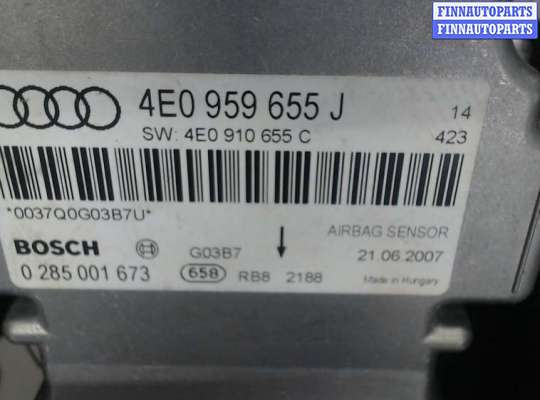 FINNAUTOPARTS
FINNAUTOPARTS
4E0 959 655 J
14
SW: 4E0 910 655 C
423
*0037Q0G03B7U*
AIRBAG SENSOR
BOSCH
G03B7
21.06.2007
0 285 001 673
658
RB8
2188
Made in Hungary